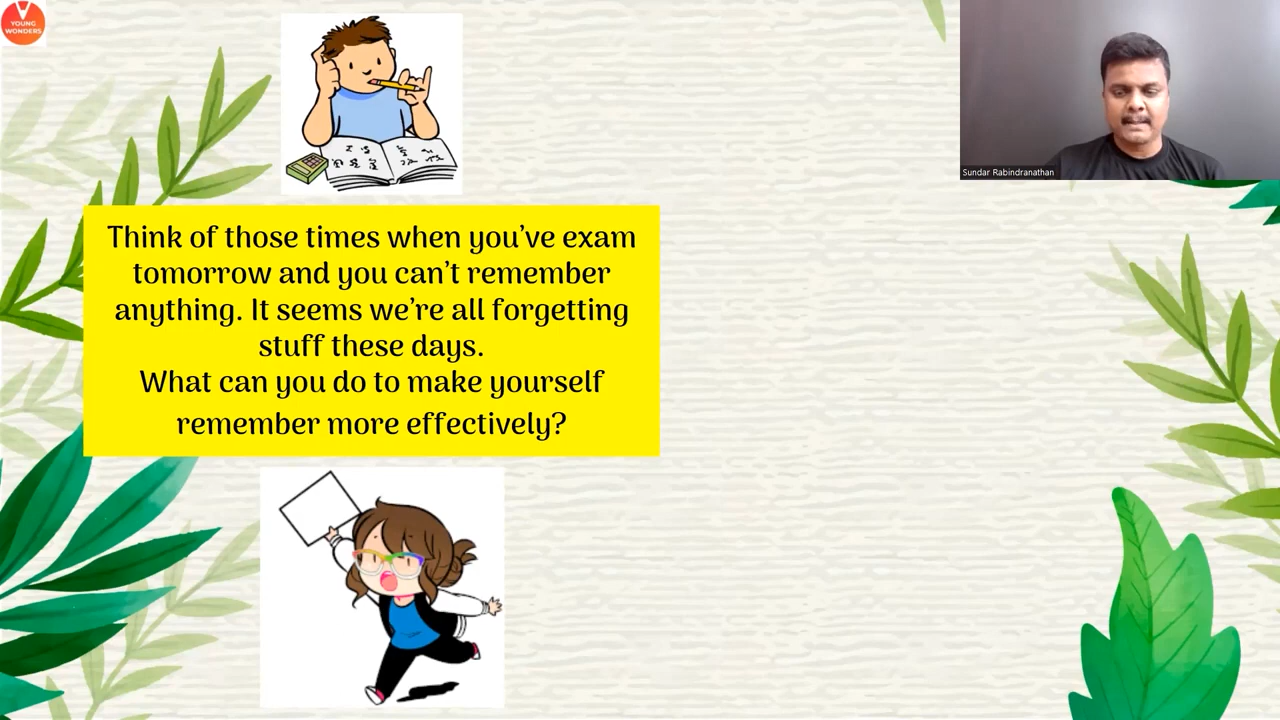 YOUNG
WONDERS
Sundar Rabindranathan
Think of those times when you’ve exam
tomorrow and you can’t remember
anything. It seems we’re all forgetting
stuff these days.
What can you do to make yourself
remember more effectively?